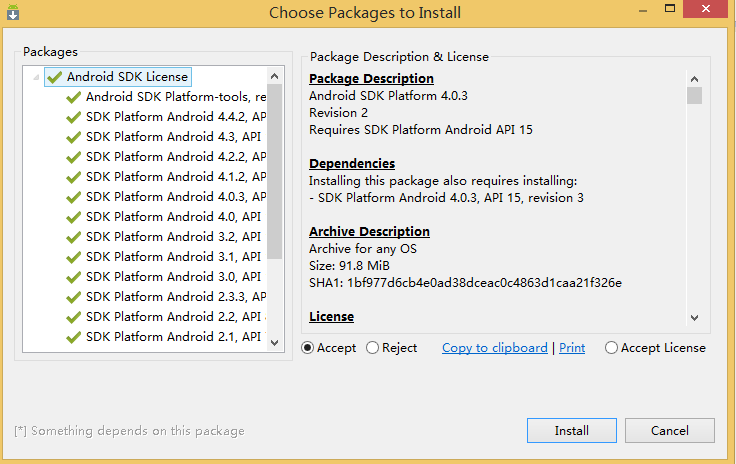 Choose Packages to Install
Packages
Android SDK License
Android SDK Platform-tools, re
SDK Platform Android 4.4.2, AP
SDK Platform Android 4.3, API
SDK Platform Android 4.2.2, AP
SDK Platform Android 4.1.2, AP
SDK Platform Android 4.0.3, AP
SDK Platform Android 4.0, API
SDK Platform Android 3.2, API
SDK Platform Android 3.1, API
SDK Platform Android 3.0, API
SDK Platform Android 2.3.3, AP
SDK Platform Android 2.2, API
SDK Platform Android 2.1, API
Package Description & License
Package Description
Android SDK Platform 4.0.3
Revision 2
Requires SDK Platform Android API 15
Dependencies
Installing this package also requires installing:
- SDK Platform Android 4.0.3, API 15, revision 3
Archive Description
Archive for any OS
Size: 91.8 MiB
SHA1: 1bf977d6cb4e0ad38dceac0c4863d1caa21f326e
License
Accept Reject Copy to clipboard | Print Accept License
[*] Something depends on this package
Install Cancel